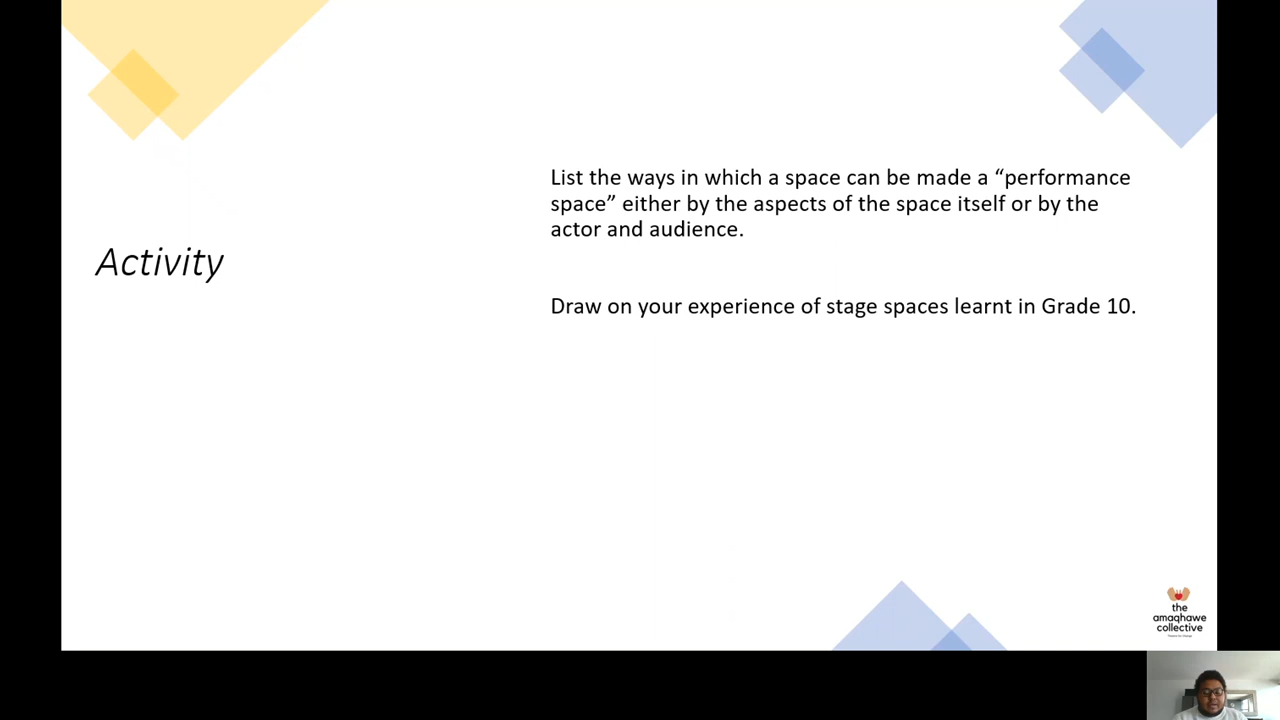 Activity
List the ways in which a space can be made a “performance
space” either by the aspects of the space itself or by the
actor and audience.
Draw on your experience of stage spaces learnt in Grade 10.
the
amaqhawe
collective